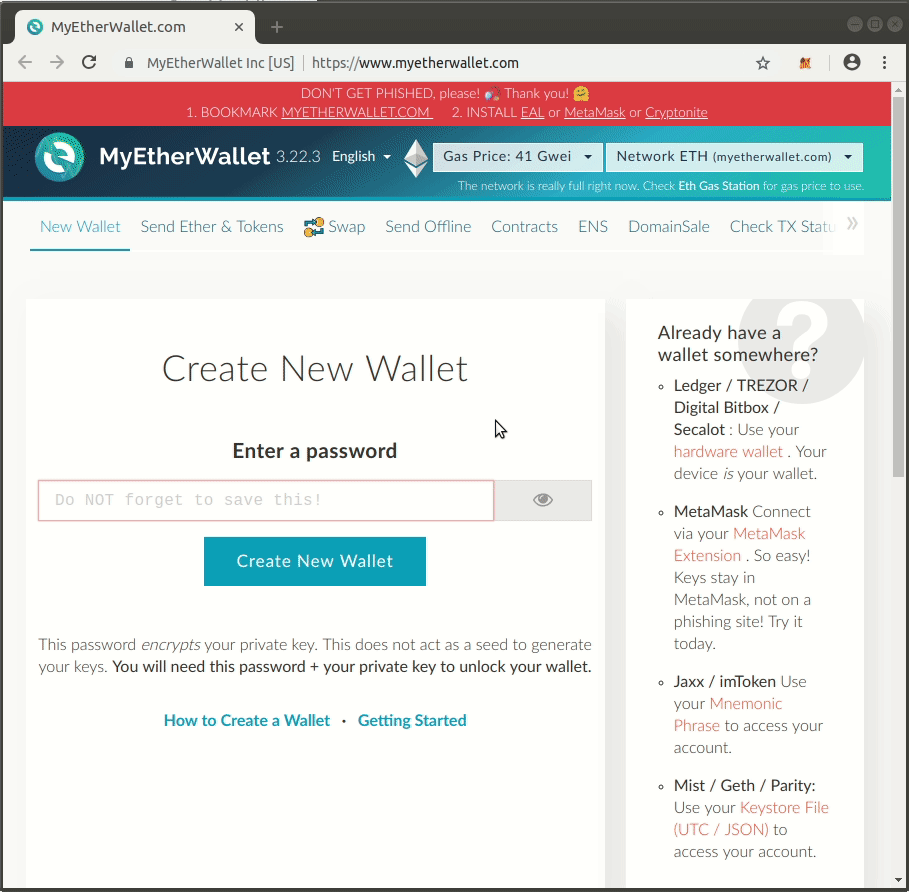 MyEtherWallet.com
MyEtherWallet Inc [US] https://www.myetherwallet.com
DON'T GET PHISHED, please! Thank you!
1. BOOKMARK MYETHERWALLET.COM 2. INSTALL EAL or MetaMask or Cryptonite
MyEtherWallet 3.22.3 English Gas Price: 41 Gwei Network ETH (myetherwallet.com)
The network is really full right now. Check Eth Gas Station for gas price to use.
New Wallet Send Ether & Tokens Swap Send Offline Contracts ENS DomainSale Check TX Statu »
Create New Wallet
Enter a password
Do NOT forget to save this!
Create New Wallet
This password encrypts your private key. This does not act as a seed to generate
your keys. You will need this password + your private key to unlock your wallet.
How to Create a Wallet · Getting Started
?
Already have a
wallet somewhere?
Ledger / TREZOR /
Digital Bitbox /
Secalot : Use your
hardware wallet . Your
device is your wallet.
MetaMask Connect
via your MetaMask
Extension . So easy!
Keys stay in
MetaMask, not on a
phishing site! Try it
today.
Jaxx / imToken Use
your Mnemonic
Phrase to access your
account.
Mist / Geth / Parity:
Use your Keystore File
(UTC / JSON) to
access your account.